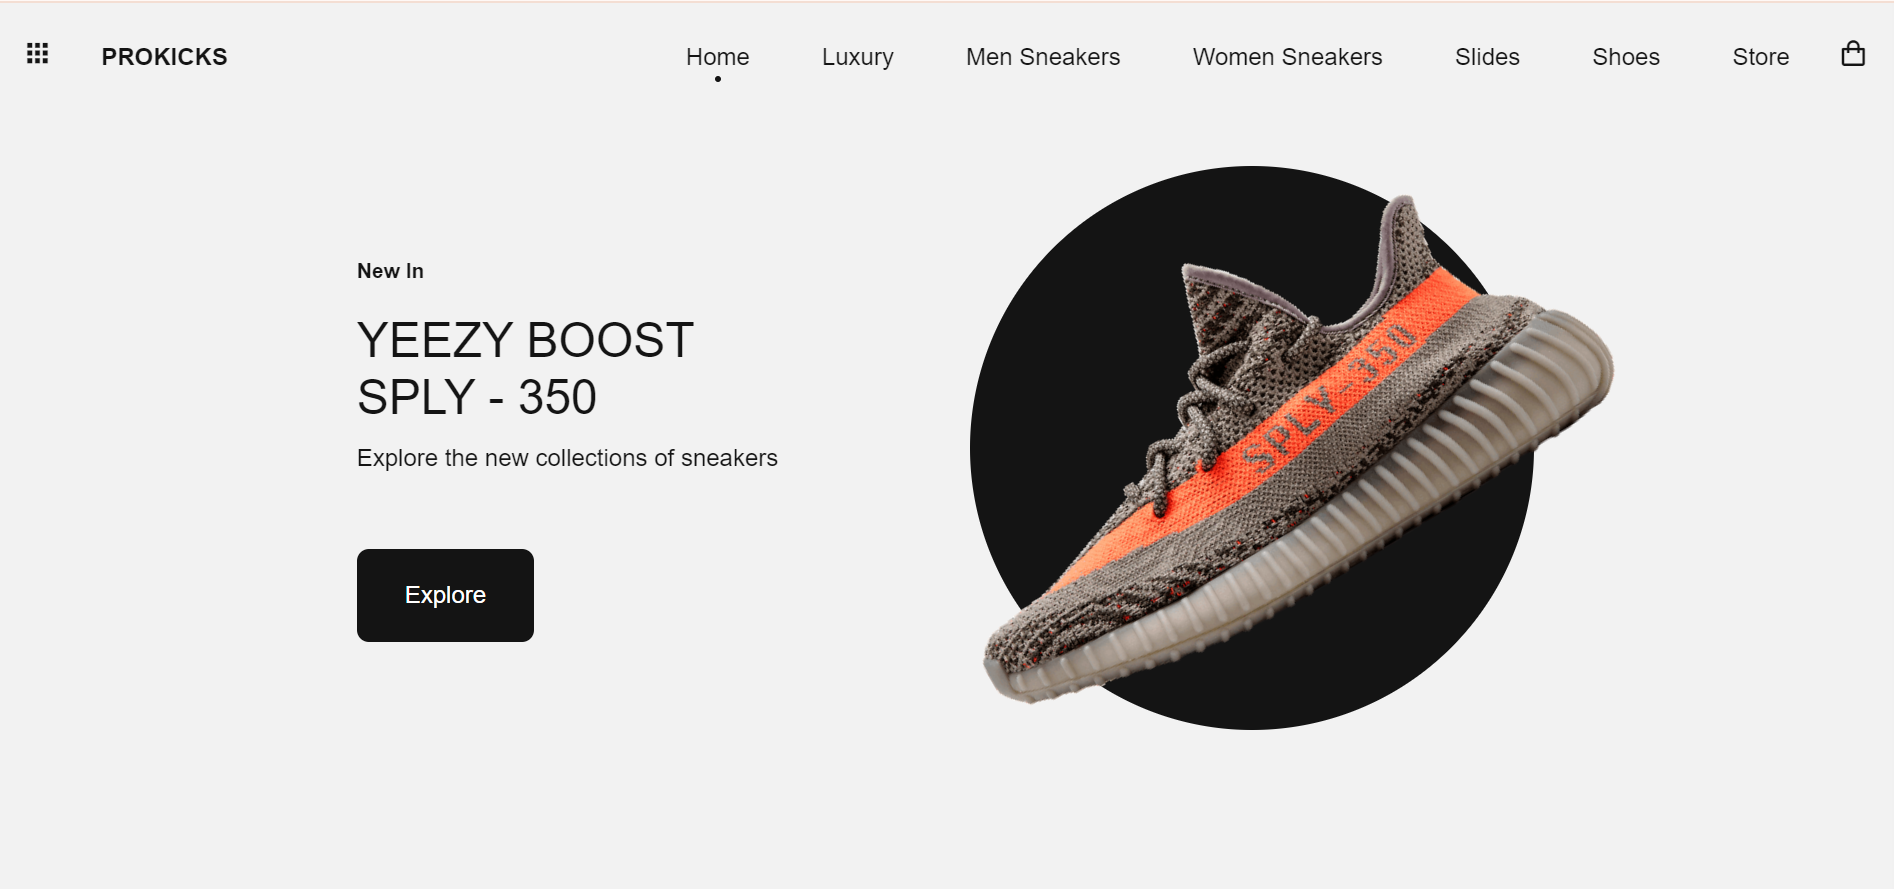 PROKICKS
Home
Luxury
Men Sneakers
Women Sneakers
Slides
Shoes
Store
New In
YEEZY BOOST
SPLY - 350
Explore the new collections of sneakers
Explore
SPLY-350